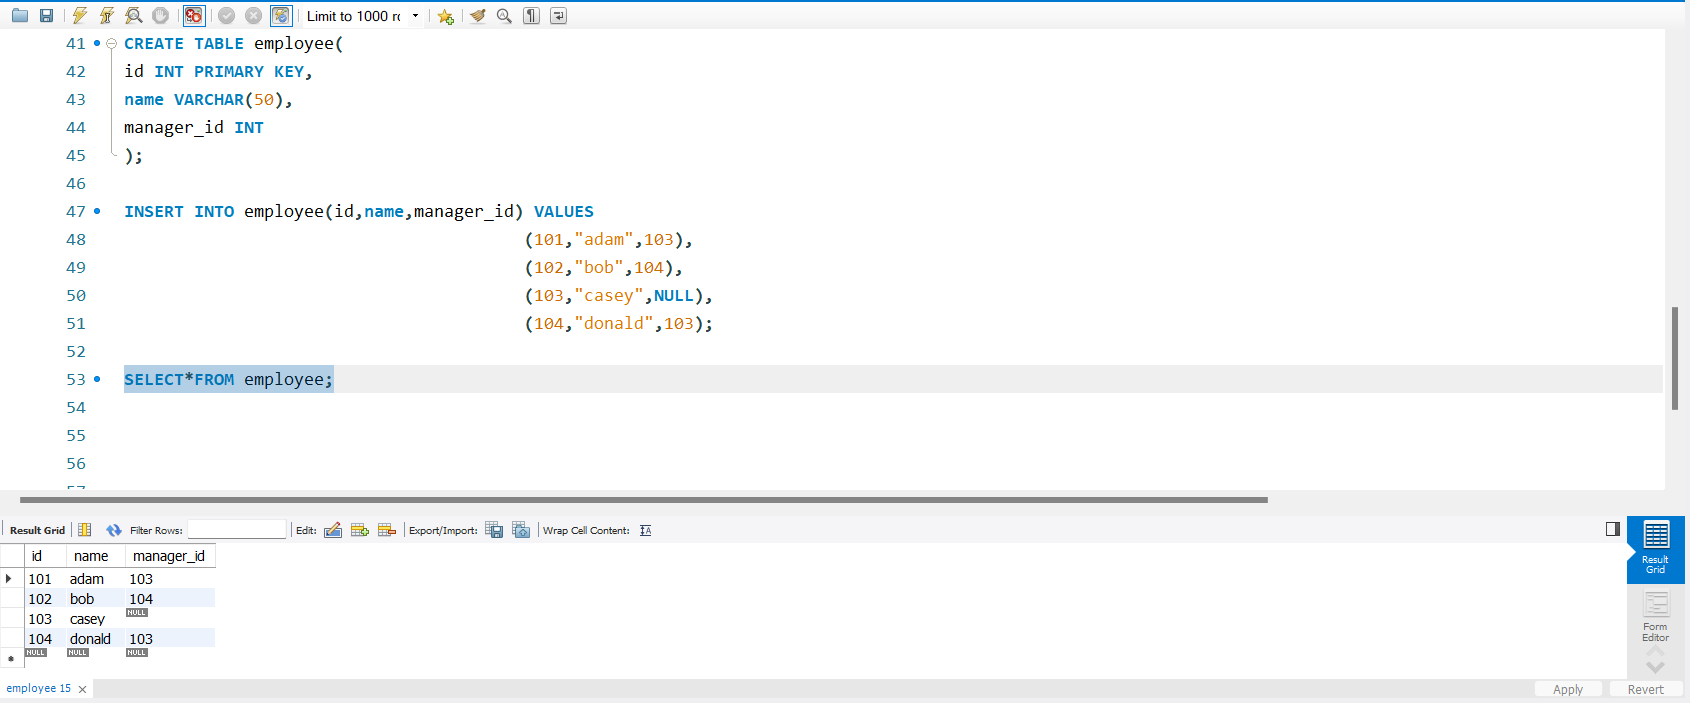 Limit to 1000 rc
41 CREATE TABLE employee(
42 id INT PRIMARY KEY,
43 name VARCHAR(50),
44 manager_id INT
45 );
46
47 INSERT INTO employee(id,name,manager_id) VALUES
48 (101,"adam",103),
49 (102,"bob",104),
50 (103,"casey",NULL),
51 (104,"donald",103);
52
53 SELECT*FROM employee;
54
55
56
57
Result Grid Filter Rows: Edit: Export/Import: Wrap Cell Content: IA
id name manager_id
101 adam 103
102 bob 104
103 casey NULL
104 donald 103
NULL NULL NULL
Result
Grid
Form
Editor
employee 15 Apply Revert